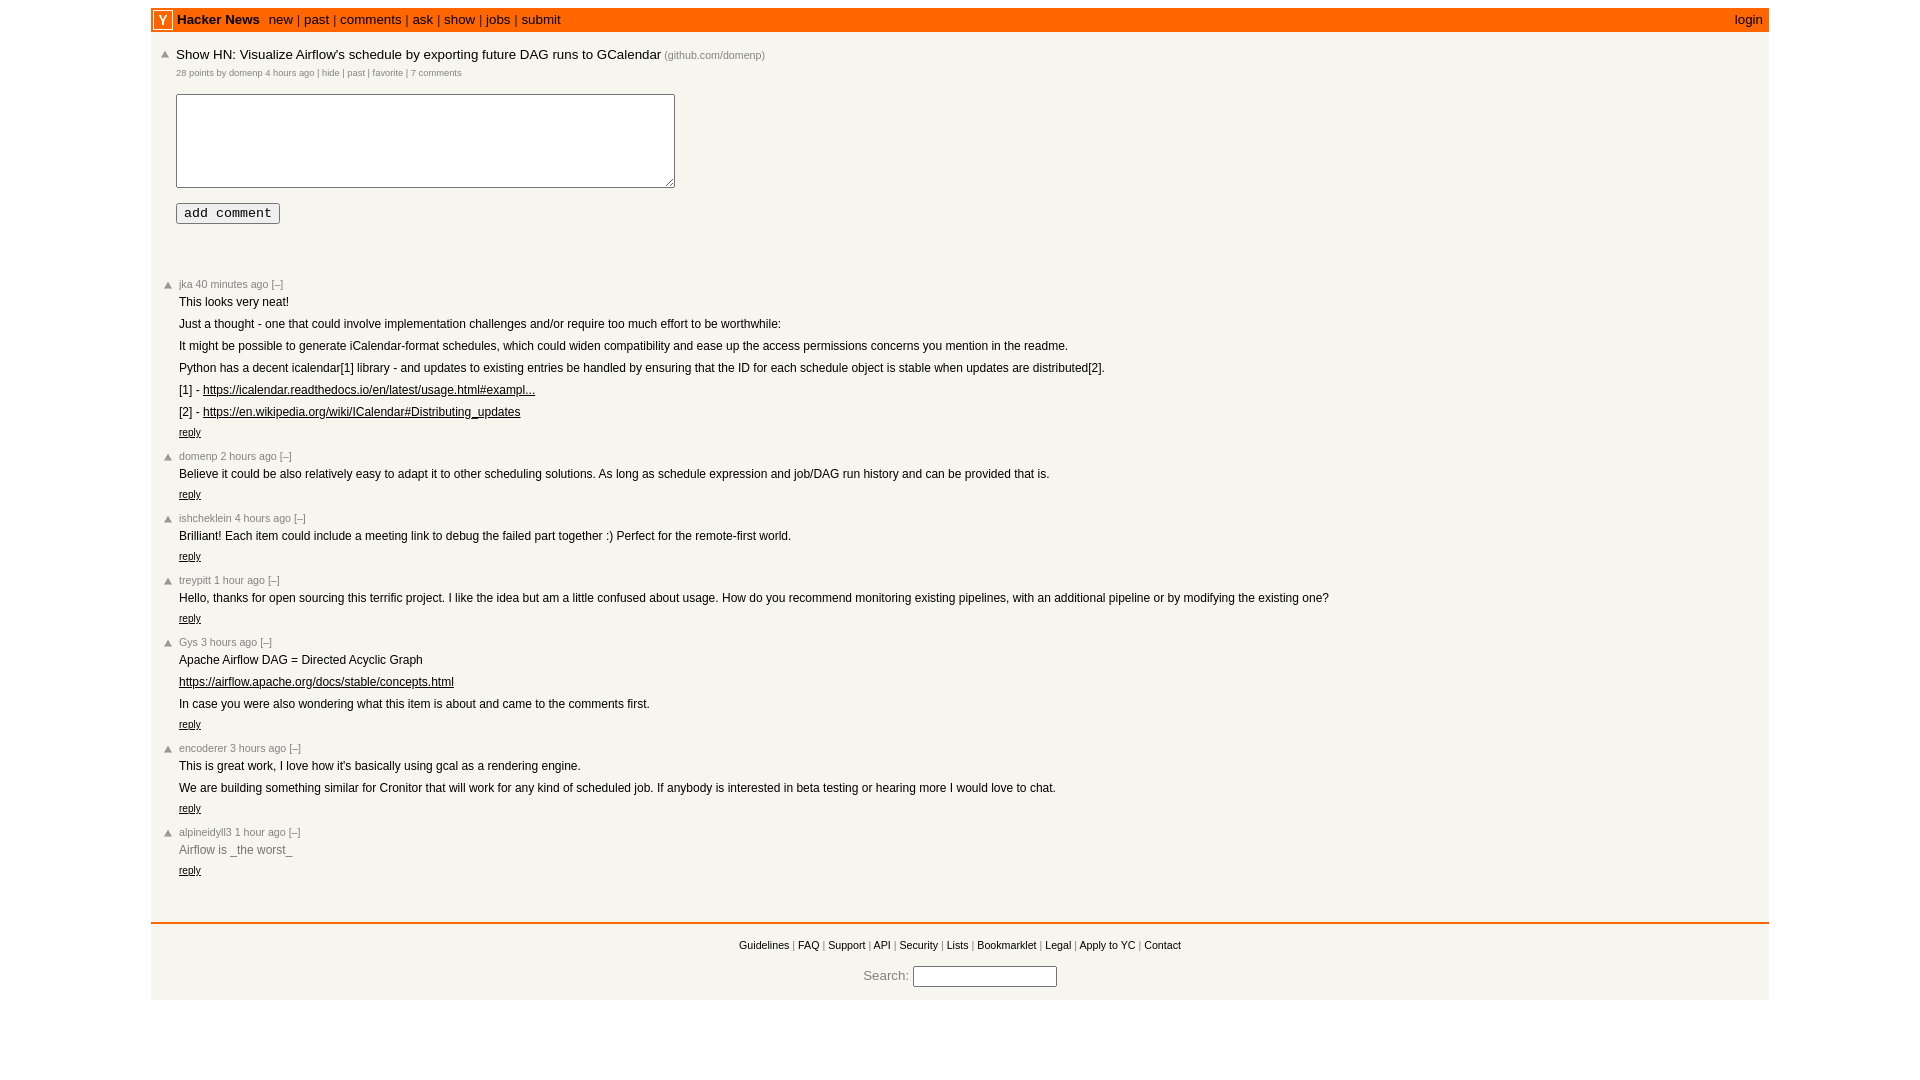 Y Hacker News new | past | comments | ask | show | jobs | submit login
Show HN: Visualize Airflow's schedule by exporting future DAG runs to GCalendar (github.com/domenp)
28 points by domenp 4 hours ago | hide | past | favorite | 7 comments
add comment
jka 40 minutes ago [–]
This looks very neat!
Just a thought - one that could involve implementation challenges and/or require too much effort to be worthwhile:
It might be possible to generate iCalendar-format schedules, which could widen compatibility and ease up the access permissions concerns you mention in the readme.
Python has a decent icalendar[1] library - and updates to existing entries be handled by ensuring that the ID for each schedule object is stable when updates are distributed[2].
[1] - https://icalendar.readthedocs.io/en/latest/usage.html#exampl...
[2] - https://en.wikipedia.org/wiki/ICalendar#Distributing_updates
reply
domenp 2 hours ago [–]
Believe it could be also relatively easy to adapt it to other scheduling solutions. As long as schedule expression and job/DAG run history and can be provided that is.
reply
ishcheklein 4 hours ago [–]
Brilliant! Each item could include a meeting link to debug the failed part together :) Perfect for the remote-first world.
reply
treypitt 1 hour ago [–]
Hello, thanks for open sourcing this terrific project. I like the idea but am a little confused about usage. How do you recommend monitoring existing pipelines, with an additional pipeline or by modifying the existing one?
reply
Gys 3 hours ago [–]
Apache Airflow DAG = Directed Acyclic Graph
https://airflow.apache.org/docs/stable/concepts.html
In case you were also wondering what this item is about and came to the comments first.
reply
encoderer 3 hours ago [–]
This is great work, I love how it's basically using gcal as a rendering engine.
We are building something similar for Cronitor that will work for any kind of scheduled job. If anybody is interested in beta testing or hearing more I would love to chat.
reply
alpineidyll3 1 hour ago [–]
Airflow is _the worst_
reply
Guidelines | FAQ | Support | API | Security | Lists | Bookmarklet | Legal | Apply to YC | Contact
Search: